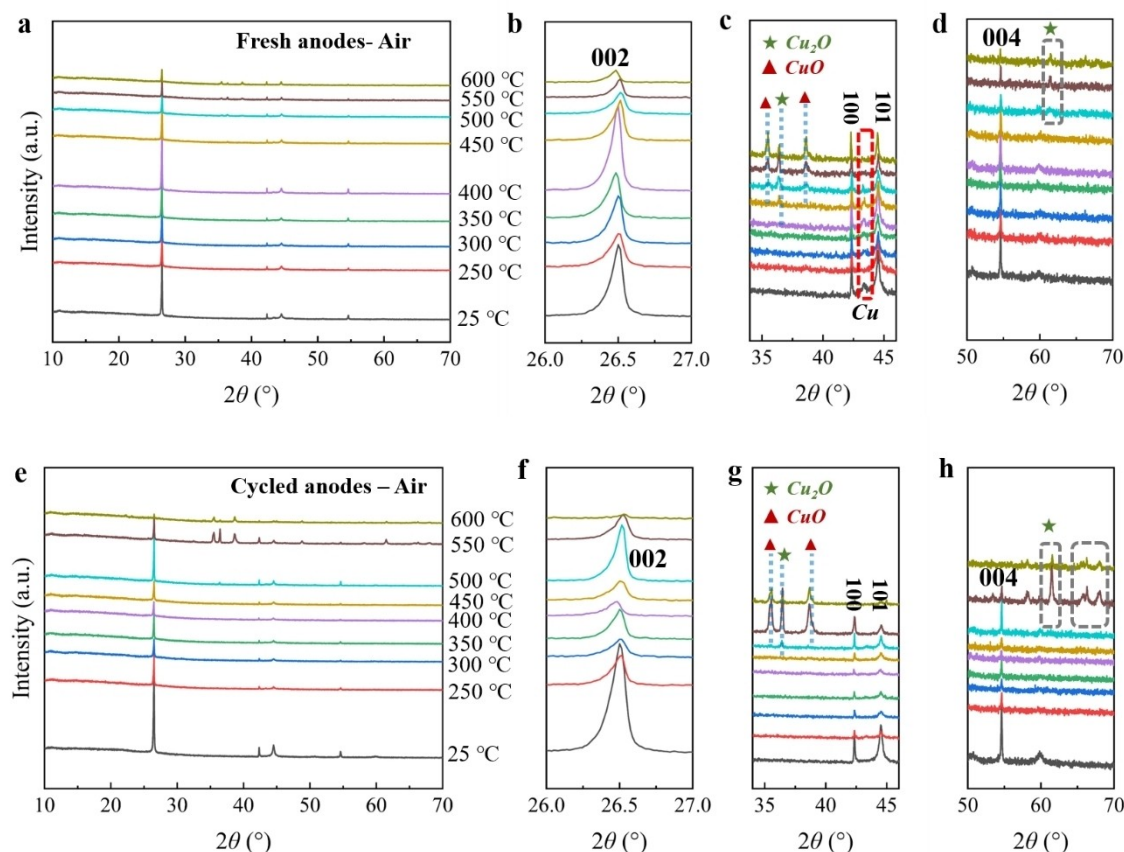 a
Fresh anodes- Air
Intensity (a.u.)
600 °C
550 °C
500 °C
450 °C
400 °C
350 °C
300 °C
250 °C
25 °C
10 20 30 40 50 60 70
2θ (°)
b
002
26.0 26.5 27.0
2θ (°)
c
★ Cu₂O
▲ CuO
100
101
Cu
35 40 45
2θ (°)
d
004
50 60 70
2θ (°)
e
Cycled anodes – Air
Intensity (a.u.)
600 °C
550 °C
500 °C
450 °C
400 °C
350 °C
300 °C
250 °C
25 °C
10 20 30 40 50 60 70
2θ (°)
f
002
26.0 26.5 27.0
2θ (°)
g
★ Cu₂O
▲ CuO
100
101
35 40 45
2θ (°)
h
004
50 60 70
2θ (°)